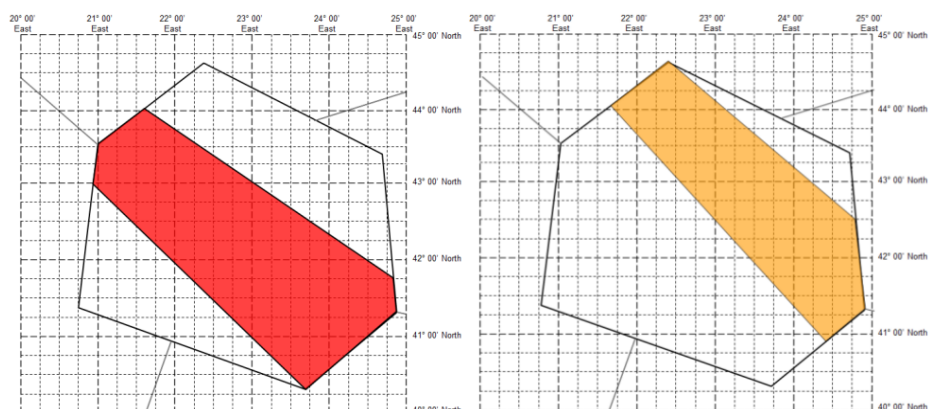 20° 00' 21° 00' 22° 00' 23° 00' 24° 00' 25° 00'
East East East East East East
45° 00' North
44° 00' North
43° 00' North
42° 00' North
41° 00' North
20° 00' 21° 00' 22° 00' 23° 00' 24° 00' 25° 00'
East East East East East East
45° 00' North
44° 00' North
43° 00' North
42° 00' North
41° 00' North
40° 00' North